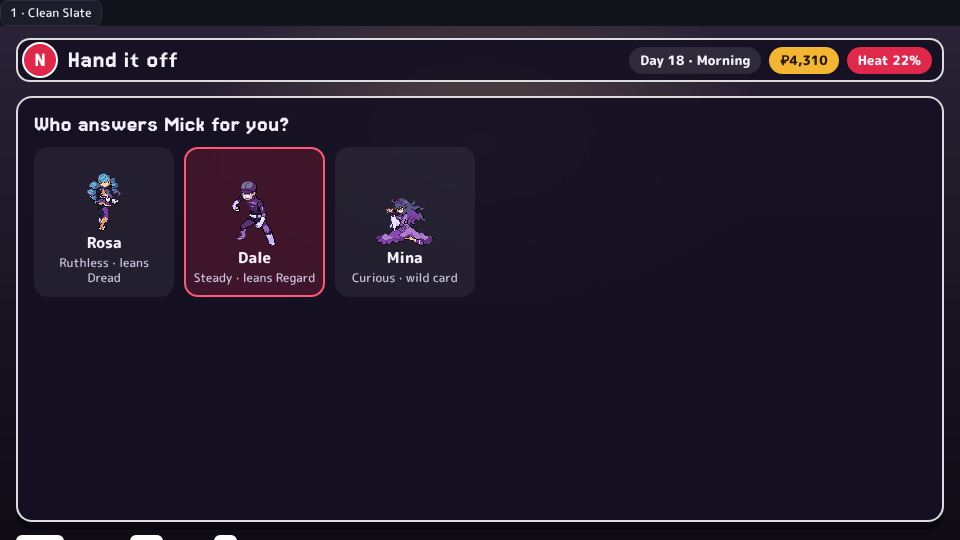 1 · Clean Slate
N
Hand it off
Day 18 · Morning
₽4,310
Heat 22%
Who answers Mick for you?
Rosa
Ruthless · leans
Dread
Dale
Steady · leans Regard
Mina
Curious · wild card